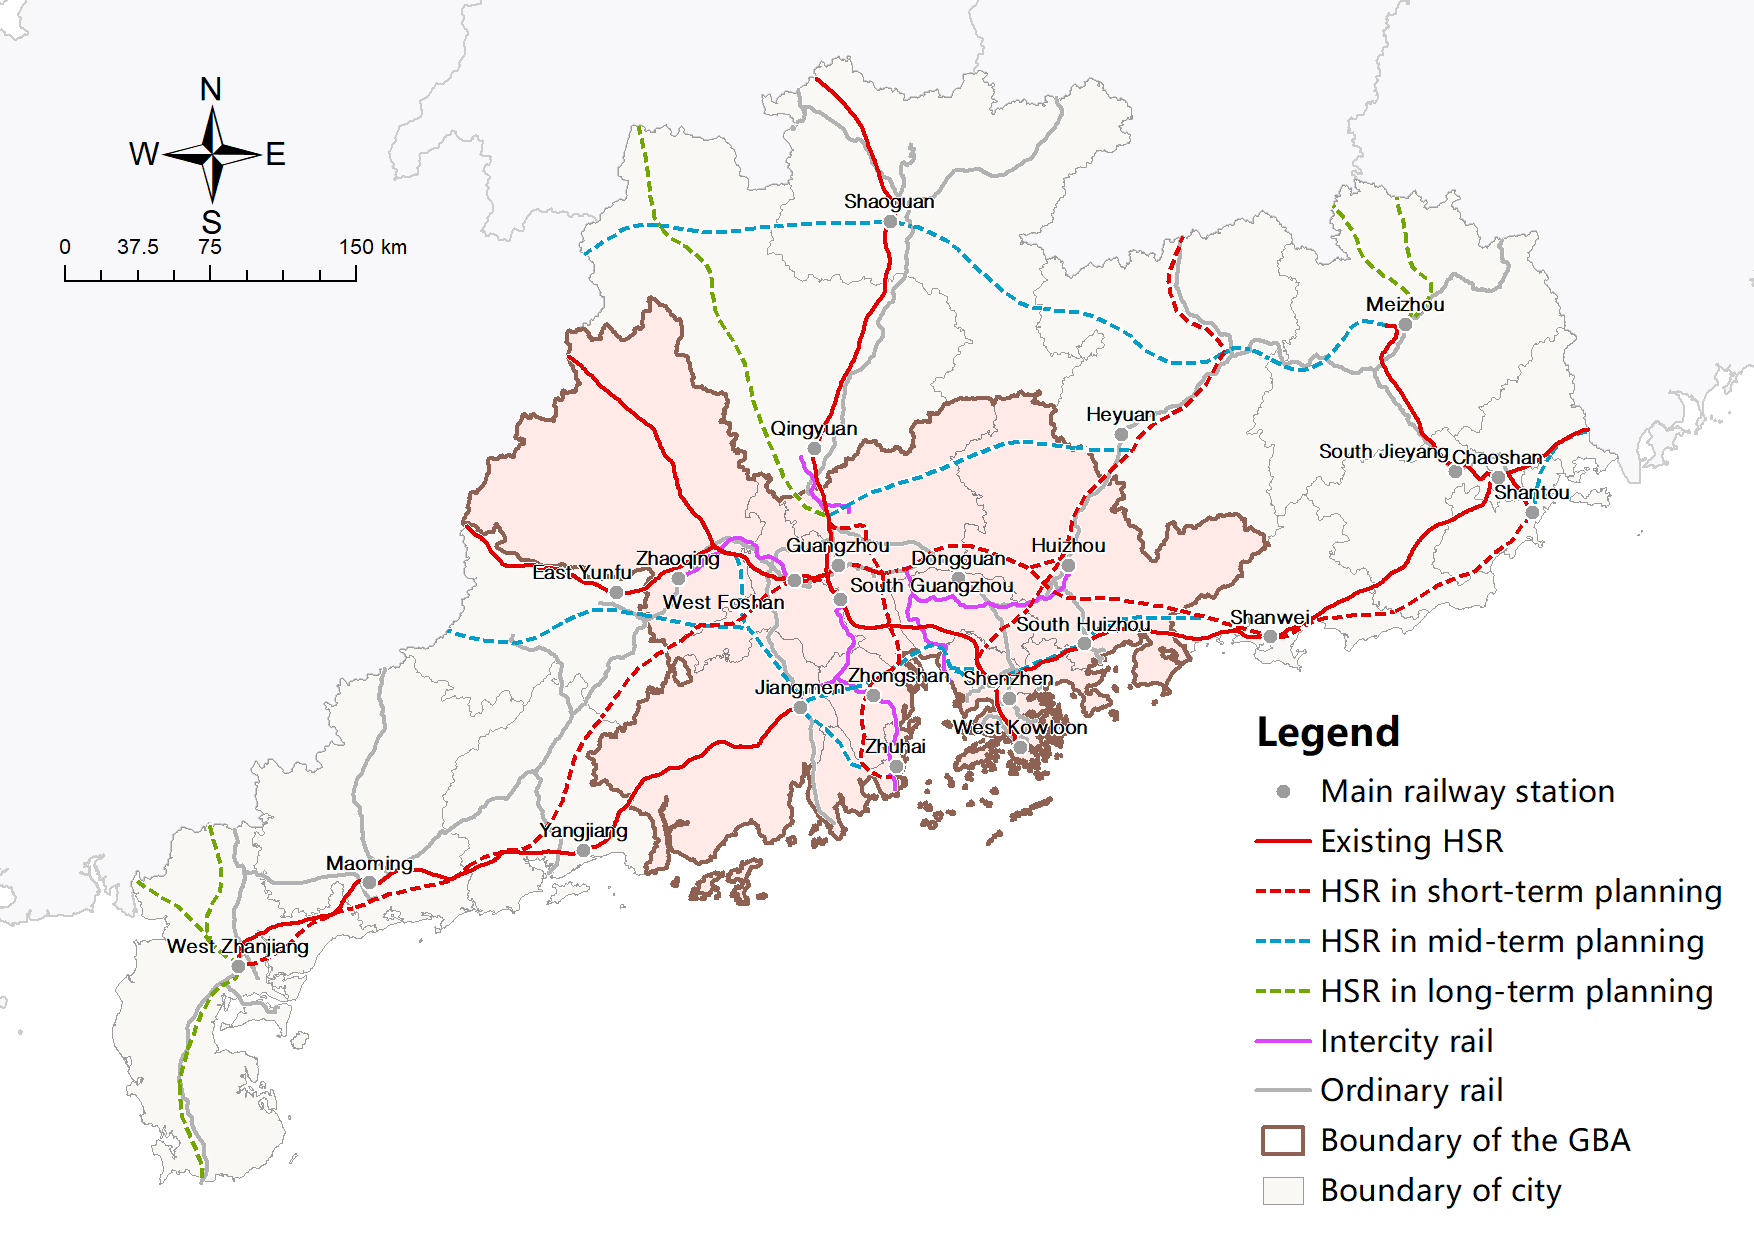 N
W E
S
0 37.5 75 150 km
Shaoguan
Meizhou
Qingyuan
Heyuan
South Jieyang
Chaoshan
Shantou
Guangzhou
Huizhou
Zhaoqing
Dongguan
East Yunfu
South Guangzhou
West Foshan
Shanwei
South Huizhou
Zhongshan
Shenzhen
Jiangmen
West Kowloon
Zhuhai
Yangjiang
Maoming
West Zhanjiang
Legend
Main railway station
Existing HSR
HSR in short-term planning
HSR in mid-term planning
HSR in long-term planning
Intercity rail
Ordinary rail
Boundary of the GBA
Boundary of city